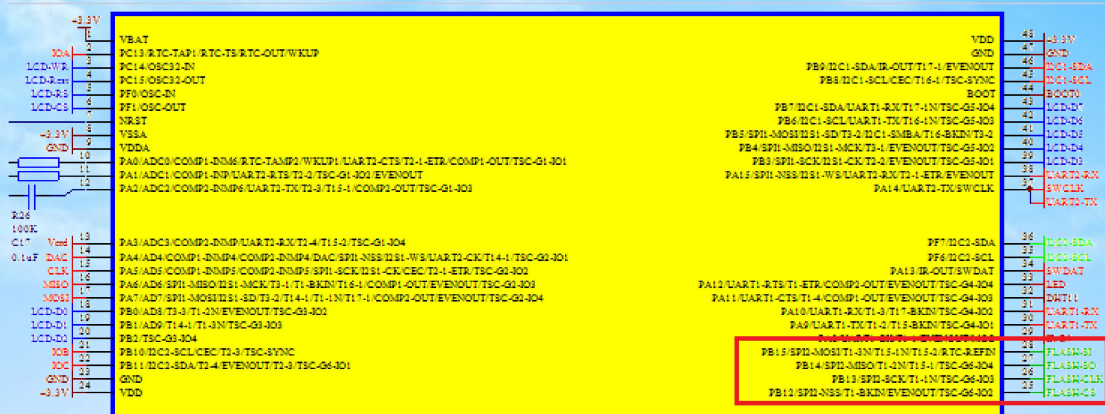 +3.3V
1 VBAT VDD 48 +3.3V
IOA 2 PC13/RTC-TAP1/RTC-TS/RTC-OUT/WKUP GND 47 GND
LCD-WR 3 PC14/OSC32-IN PB9/I2C1-SDA/IR-OUT/T17-1/EVENOUT 46 I2C1-SDA
LCD-Rest 4 PC15/OSC32-OUT PB8/I2C1-SCL/CEC/T16-1/TSC-SYNC 45 I2C1-SCL
LCD-RS 5 PF0/OSC-IN BOOT 44 BOOT0
LCD-CS 6 PF1/OSC-OUT PB7/I2C1-SDA/UART1-RX/T17-1N/TSC-G5-IO4 43 LCD-D7
7 NRST PB6/I2C1-SCL/UART1-TX/T16-1N/TSC-G5-IO3 42 LCD-D6
+3.3V 8 VSSA PB5/SPI1-MOSI/I2S1-SD/T3-2/I2C1-SMBA/T16-BKIN/T3-2 41 LCD-D5
GND 9 VDDA PB4/SPI1-MISO/I2S1-MCK/T3-1/EVENOUT/TSC-G5-IO2 40 LCD-D4
10 PA0/ADC0/COMP1-INM6/RTC-TAMP2/WKUP1/UART2-CTS/T2-1-ETR/COMP1-OUT/TSC-G1-IO1 PB3/SPI1-SCK/I2S1-CK/T2-2/EVENOUT/TSC-G5-IO1 39 LCD-D3
11 PA1/ADC1/COMP1-INP/UART2-RTS/T2-2/TSC-G1-IO2/EVENOUT PA15/SPI1-NSS/I2S1-WS/UART2-RX/T2-1-ETR/EVENOUT 38 UART2-RX
12 PA2/ADC2/COMP2-INM6/UART2-TX/T2-3/T15-1/COMP2-OUT/TSC-G1-IO3 PA14/UART2-TX/SWCLK 37 SWCLK
UART2-TX
R26
100K
C17
0.1uF
13 PA3/ADC3/COMP2-INMP/UART2-RX/T2-4/T15-2/TSC-G1-IO4 PF7/I2C2-SDA 36 I2C2-SDA
DAC 14 PA4/AD4/COMP1-INMP4/COMP2-INMP4/DAC/SPI1-NSS/I2S1-WS/UART2-CK/T14-1/TSC-G2-IO1 PF6/I2C2-SCL 35 I2C2-SCL
CLK 15 PA5/AD5/COMP1-INMP5/COMP2-INMP5/SPI1-SCK/I2S1-CK/CEC/T2-1-ETR/TSC-G2-IO2 PA13/IR-OUT/SWDAT 34 SWDAT
MISO 16 PA6/AD6/SPI1-MISO/I2S1-MCK/T3-1/T1-BKIN/T16-1/COMP1-OUT/EVENOUT/TSC-G2-IO3 PA12/UART1-RTS/T1-ETR/COMP2-OUT/EVENOUT/TSC-G4-IO4 33 LED
MOSI 17 PA7/AD7/SPI1-MOSI/I2S1-SD/T3-2/T14-1/T1-1N/T17-1/COMP2-OUT/EVENOUT/TSC-G2-IO4 PA11/UART1-CTS/T1-4/COMP1-OUT/EVENOUT/TSC-G4-IO3 32 DHT11
LCD-D0 18 PB0/AD8/T3-3/T1-2N/EVENOUT/TSC-G3-IO2 PA10/UART1-RX/T1-3/T17-BKIN/TSC-G4-IO2 31 UART1-RX
LCD-D1 19 PB1/AD9/T14-1/T1-3N/TSC-G3-IO3 PA9/UART1-TX/T1-2/T15-BKIN/TSC-G4-IO1 30 UART1-TX
LCD-D2 20 PB2/TSC-G3-IO4 29
IOB 21 PB10/I2C2-SCL/CEC/T2-3/TSC-SYNC PB15/SPI2-MOSI/T1-3N/T15-1N/T15-2/RTC-REFIN 28 FLASH-SI
IOC 22 PB11/I2C2-SDA/T2-4/EVENOUT/T2-3/TSC-G6-IO1 PB14/SPI2-MISO/T1-2N/T15-1/TSC-G6-IO4 27 FLASH-SO
GND 23 GND PB13/SPI2-SCK/T1-1N/TSC-G6-IO3 26 FLASH-CLK
+3.3V 24 VDD PB12/SPI2-NSS/T1-BKIN/EVENOUT/TSC-G6-IO2 25 FLASH-CS